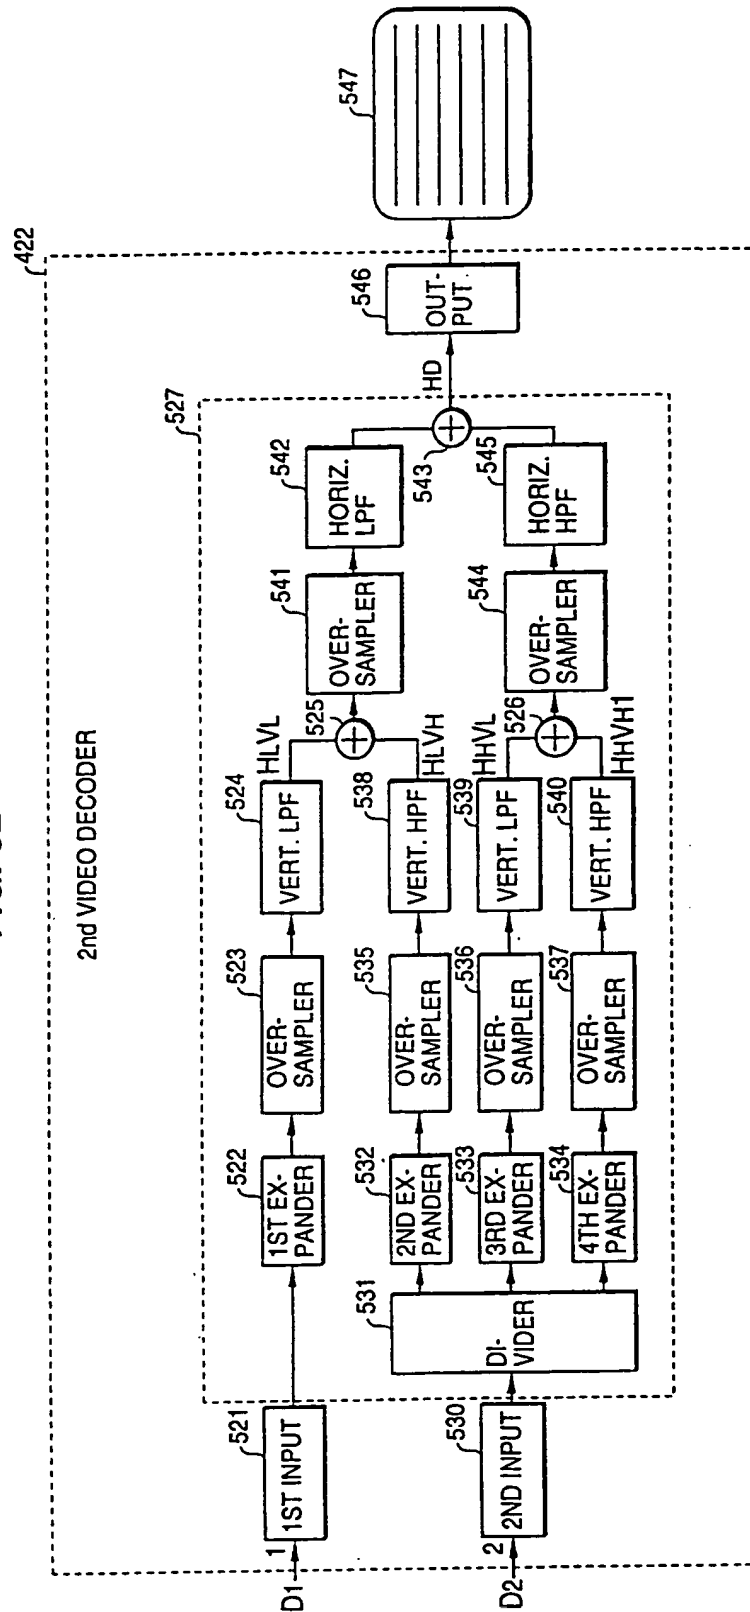 2nd VIDEO DECODER
422
527
D1
1
521
1ST INPUT
522
1ST EX-
PANDER
523
OVER-
SAMPLER
524
VERT. LPF
HLVL
525
541
OVER-
SAMPLER
542
HORIZ.
LPF
D2
2
530
2ND INPUT
531
DI-
VIDER
532
2ND EX-
PANDER
535
OVER-
SAMPLER
538
VERT. HPF
HLVH
533
3RD EX-
PANDER
536
OVER-
SAMPLER
539
VERT. LPF
HHVL
526
544
OVER-
SAMPLER
545
HORIZ.
HPF
534
4TH EX-
PANDER
537
OVER-
SAMPLER
540
VERT. HPF
HHVH1
543
HD
546
OUT-
PUT
547